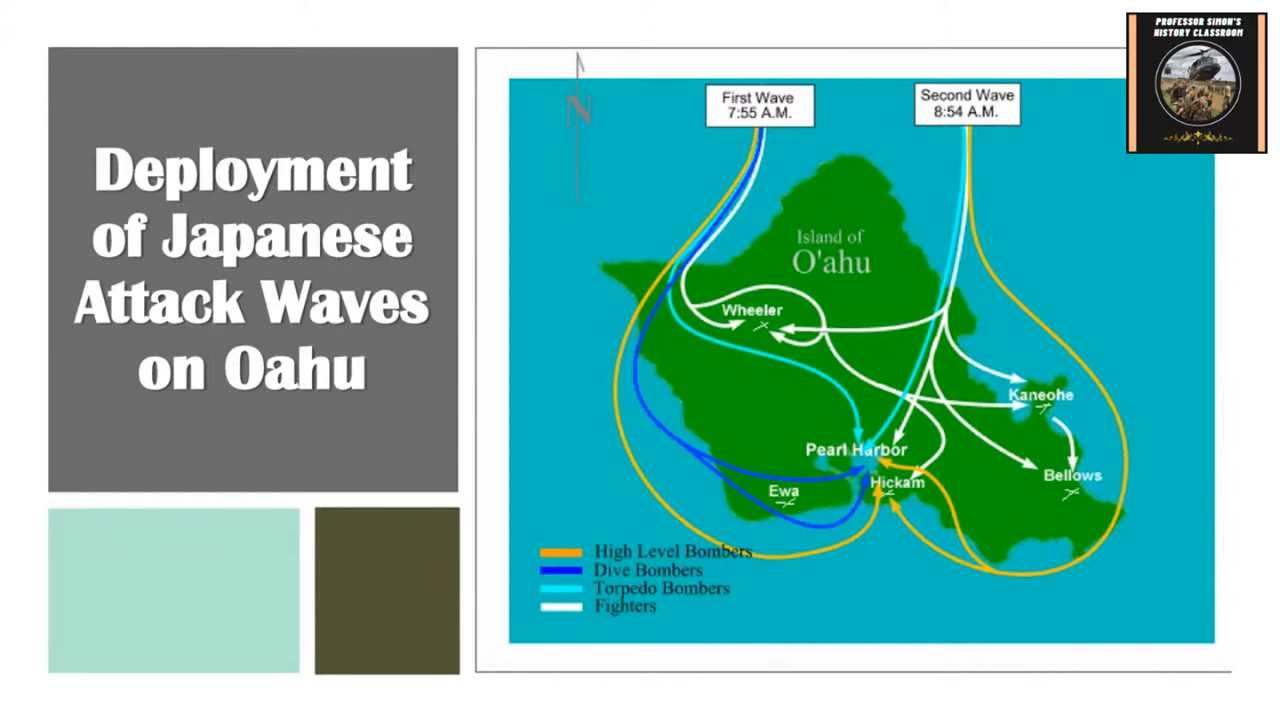 PROFESSOR SIMON'S
HISTORY CLASSROOM
Deployment
of Japanese
Attack Waves
on Oahu
N
First Wave
7:55 A.M.
Second Wave
8:54 A.M.
Island of
O'ahu
Wheeler
Kaneohe
Pearl Harbor
Bellows
Hickam
Ewa
High Level Bombers
Dive Bombers
Torpedo Bombers
Fighters